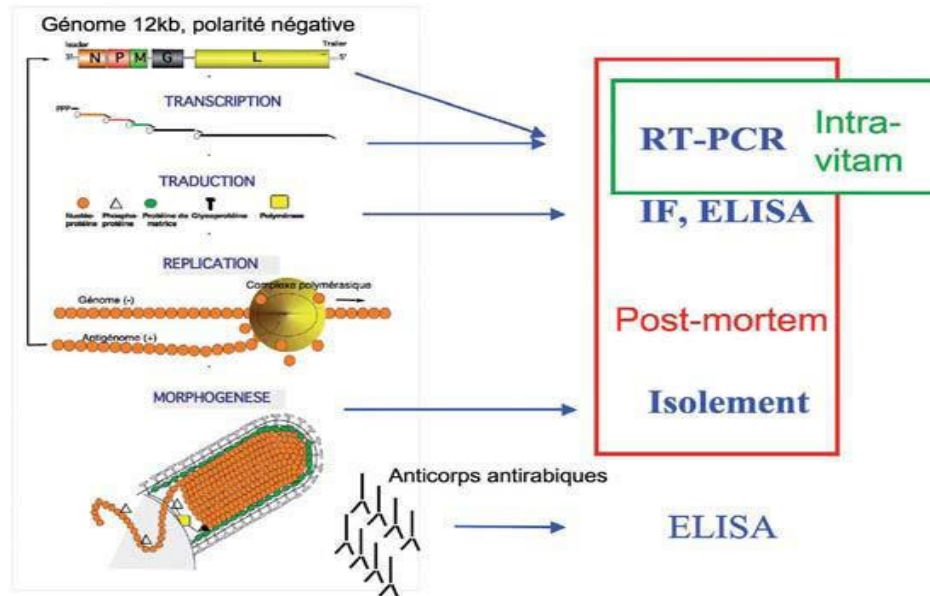 Génome 12kb, polarité négative
leader
Trailer
3'
N P M G L
5'
TRANSCRIPTION
PPP
TRADUCTION
Nucléo- Phospho- Protéine de Glycoprotéine Polymérase
protéine protéine matrice
REPLICATION
Complexe polymérasique
Génome (-)
Antigénome (+)
MORPHOGENESE
RT-PCR
Intra-
vitam
IF, ELISA
Post-mortem
Isolement
Anticorps antirabiques
ELISA